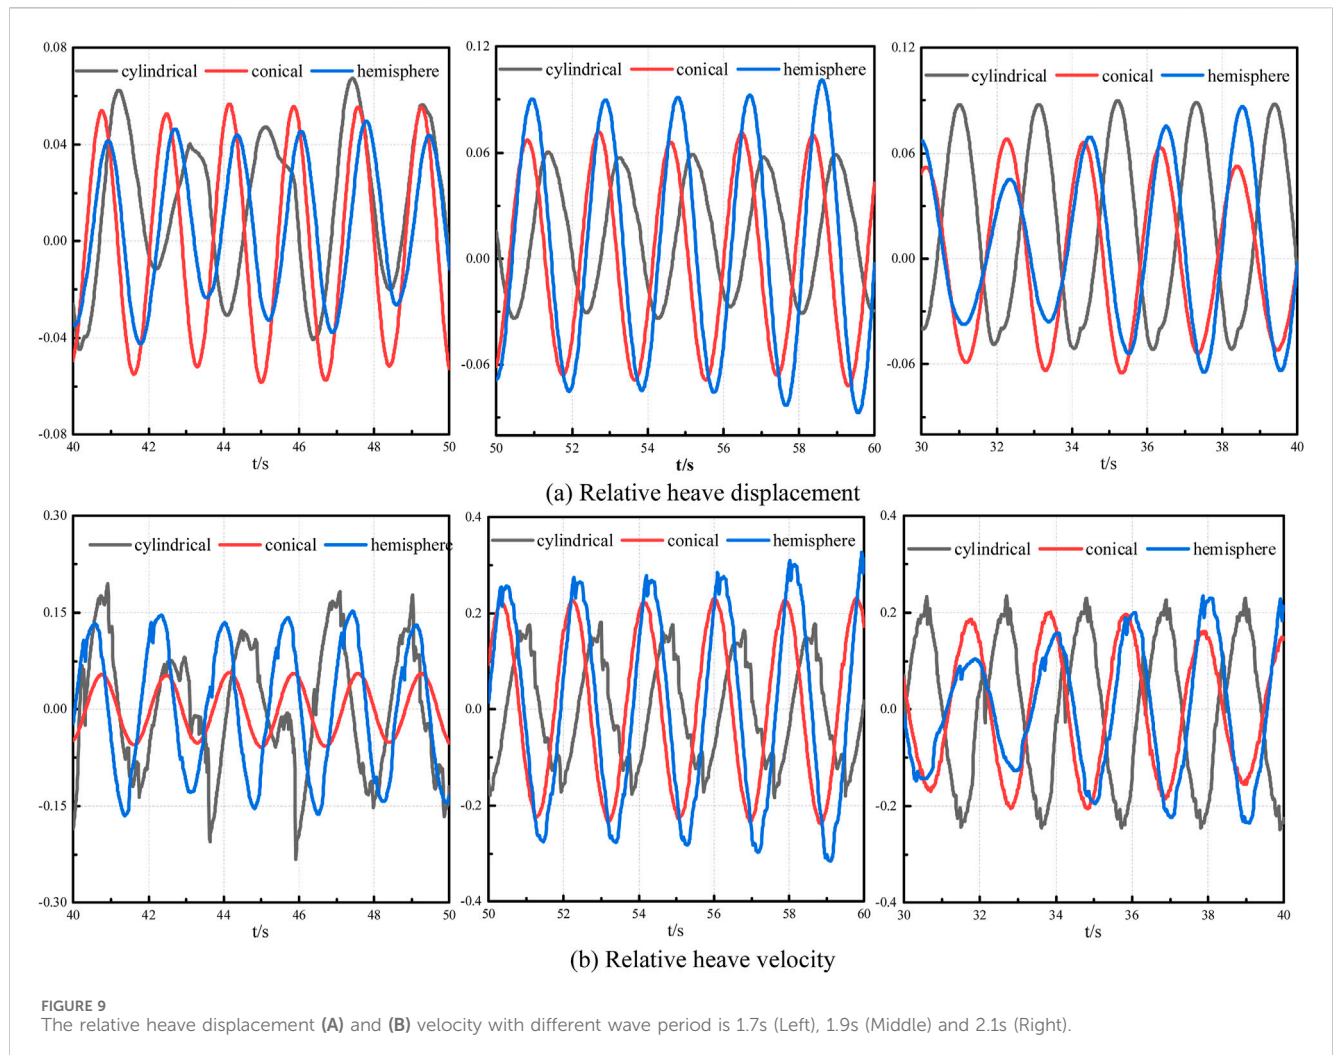 0.08
0.04
0.00
-0.04
-0.08
cylindrical conical hemisphere
40 42 44 46 48 50
t/s
0.12
0.06
0.00
-0.06
cylindrical conical hemisphere
50 52 54 56 58 60
t/s
0.12
0.06
0.00
-0.06
cylindrical conical hemisphere
30 32 34 36 38 40
t/s
(a) Relative heave displacement
0.30
0.15
0.00
-0.15
-0.30
cylindrical conical hemisphere
40 42 44 46 48 50
t/s
0.4
0.2
0.0
-0.2
-0.4
cylindrical conical hemisphere
50 52 54 56 58 60
t/s
0.4
0.2
0.0
-0.2
-0.4
cylindrical conical hemisphere
30 32 34 36 38 40
t/s
(b) Relative heave velocity
FIGURE 9
The relative heave displacement (A) and (B) velocity with different wave period is 1.7s (Left), 1.9s (Middle) and 2.1s (Right).